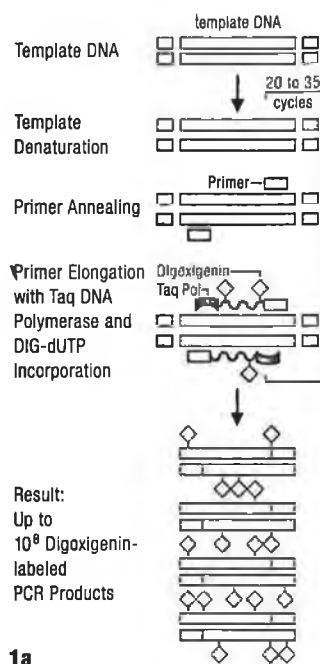 template DNA
Template DNA
20 to 35
cycles
Template
Denaturation
Primer
Primer Annealing
Primer Elongation
with Taq DNA
Polymerase and
DIG-dUTP
Incorporation
Digoxigenin
Taq Pol
Result:
Up to
10⁸ Digoxigenin-
labeled
PCR Products
1a